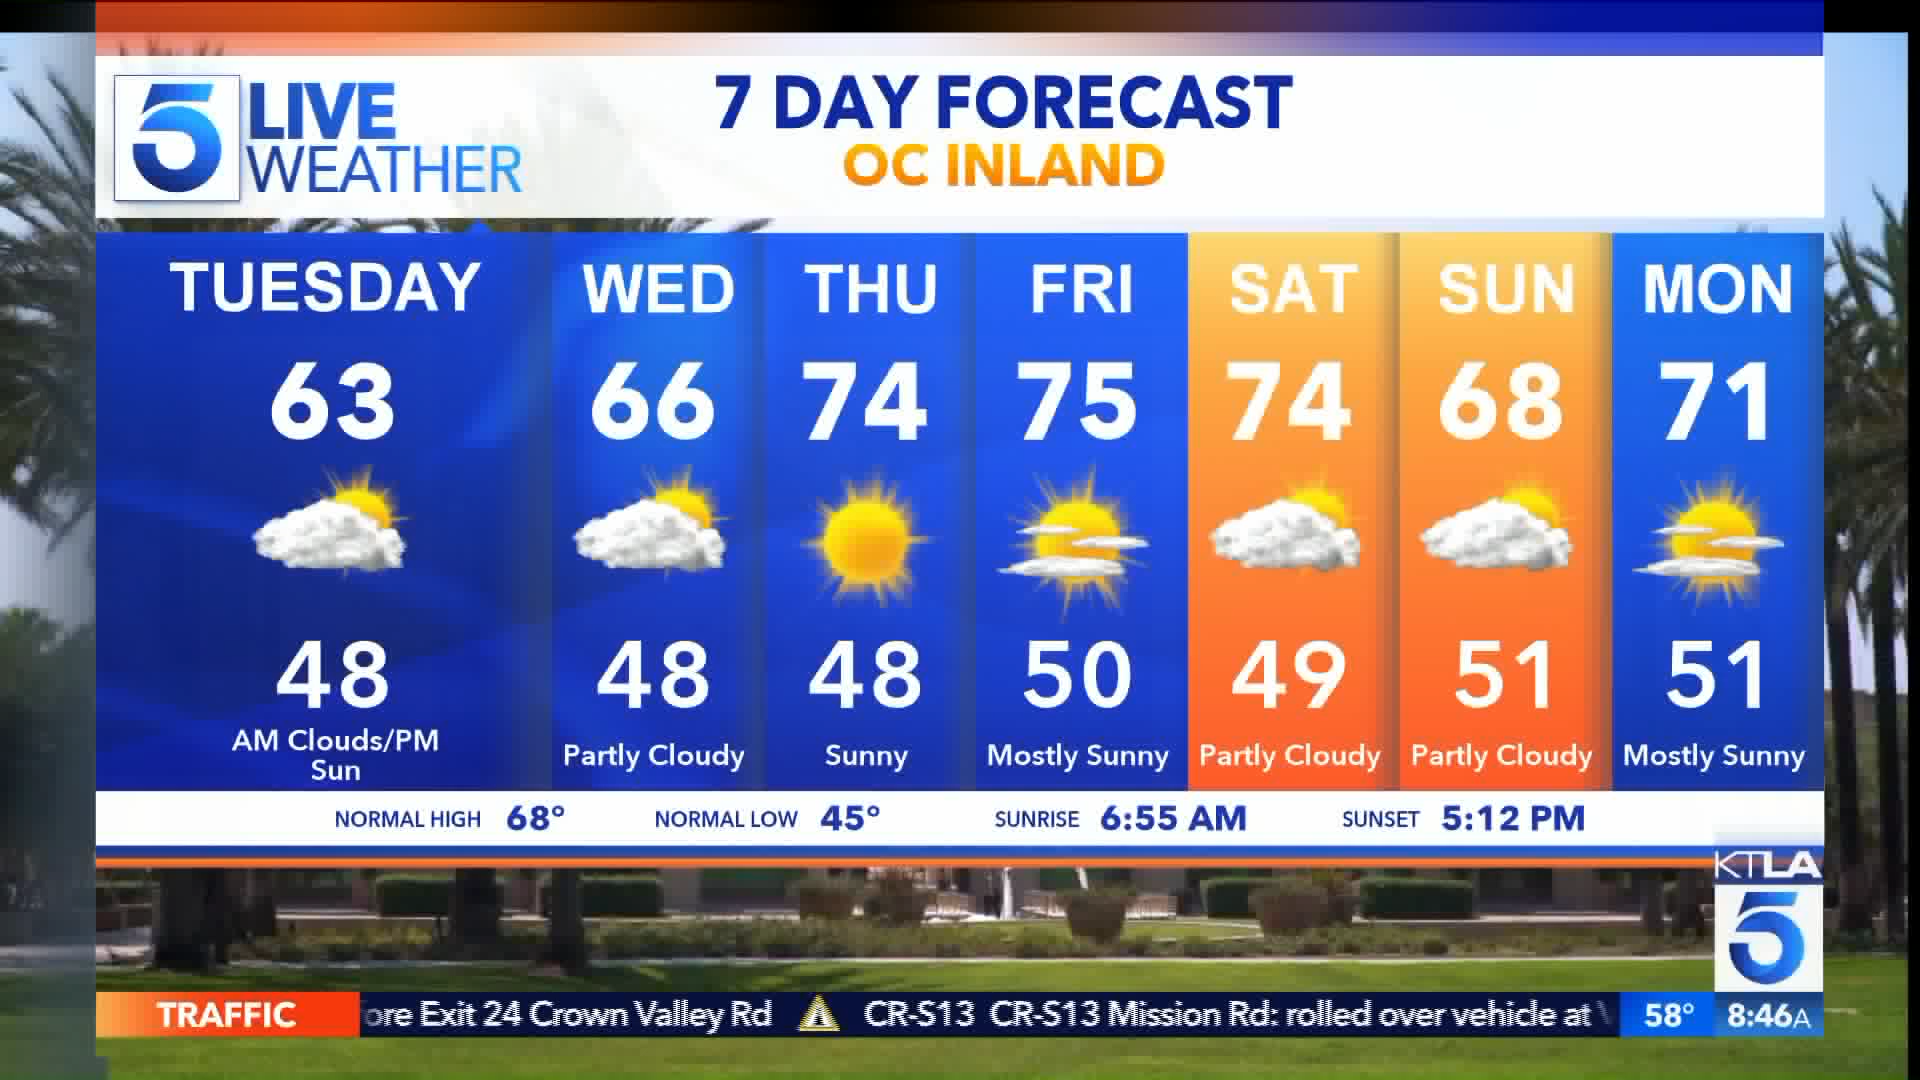 5 LIVE
WEATHER
7 DAY FORECAST
OC INLAND
TUESDAY WED THU FRI SAT SUN MON
63 66 74 75 74 68 71
48 48 48 50 49 51 51
AM Clouds/PM
Sun
Partly Cloudy Sunny Mostly Sunny Partly Cloudy Partly Cloudy Mostly Sunny
NORMAL HIGH 68° NORMAL LOW 45° SUNRISE 6:55 AM SUNSET 5:12 PM
KTLA
5
TRAFFIC ore Exit 24 Crown Valley Rd CR-S13 CR-S13 Mission Rd: rolled over vehicle at 58° 8:46A